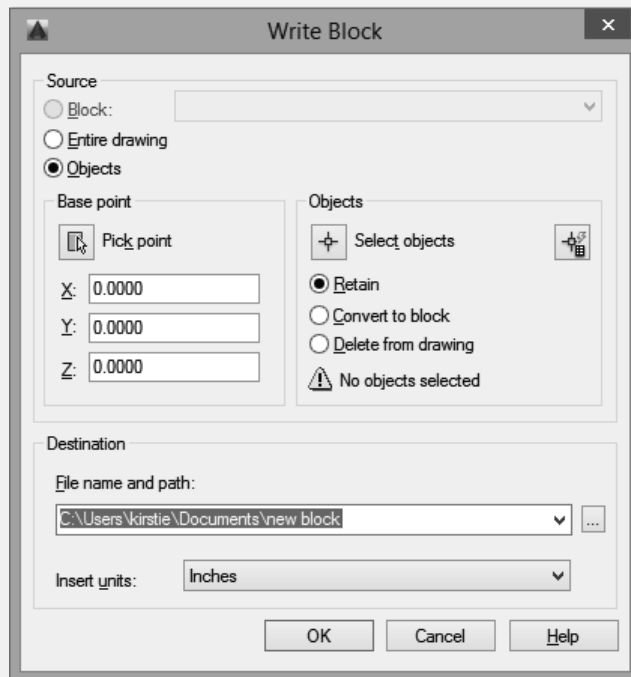 Write Block
Source
Block:
Entire drawing
Objects
Base point
Pick point
X: 0.0000
Y: 0.0000
Z: 0.0000
Objects
Select objects
Retain
Convert to block
Delete from drawing
No objects selected
Destination
File name and path:
C:\Users\kirstie\Documents\new block
...
Insert units: Inches
OK Cancel Help